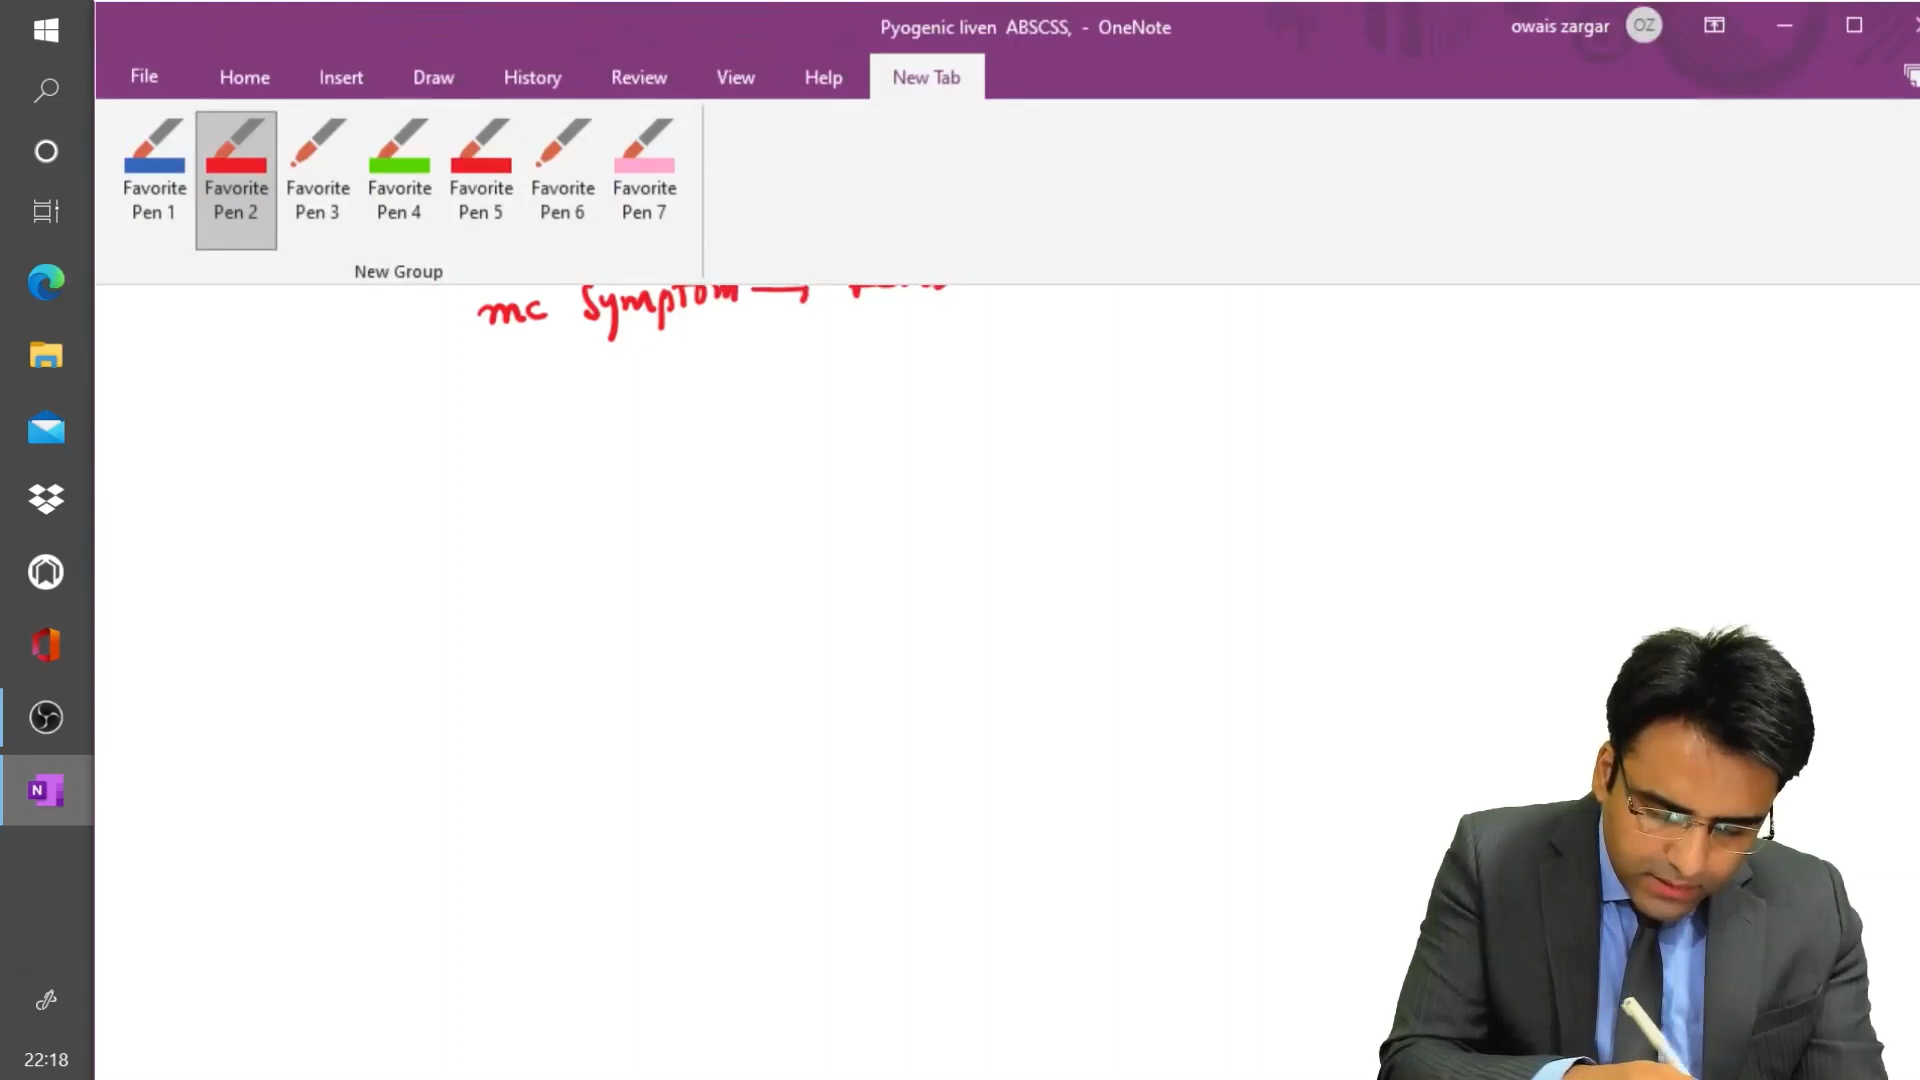 Pyogenic liven ABSCSS, - OneNote
owais zargar OZ
File Home Insert Draw History Review View Help New Tab
Favorite Pen 1
Favorite Pen 2
Favorite Pen 3
Favorite Pen 4
Favorite Pen 5
Favorite Pen 6
Favorite Pen 7
New Group
mc Symptom →
N
22:18